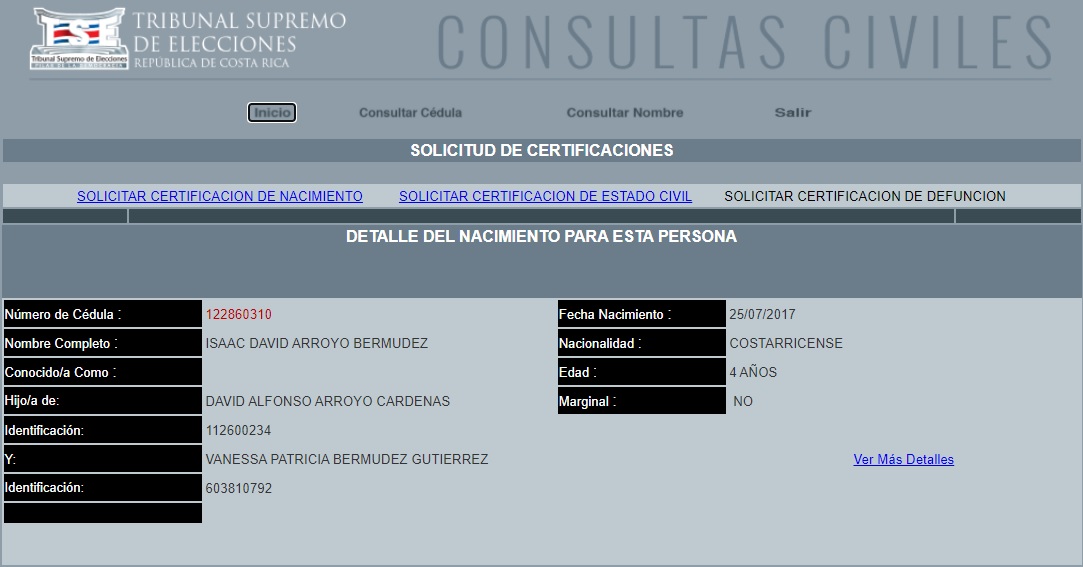 TSE
Tribunal Supremo de Elecciones
PILAR DE LA DEMOCRACIA
TRIBUNAL SUPREMO
DE ELECCIONES
REPÚBLICA DE COSTA RICA
CONSULTAS CIVILES
Inicio Consultar Cédula Consultar Nombre Salir
SOLICITUD DE CERTIFICACIONES
SOLICITAR CERTIFICACION DE NACIMIENTO SOLICITAR CERTIFICACION DE ESTADO CIVIL SOLICITAR CERTIFICACION DE DEFUNCION
DETALLE DEL NACIMIENTO PARA ESTA PERSONA
Número de Cédula : 122860310 Fecha Nacimiento : 25/07/2017
Nombre Completo : ISAAC DAVID ARROYO BERMUDEZ Nacionalidad : COSTARRICENSE
Conocido/a Como : Edad : 4 AÑOS
Hijo/a de: DAVID ALFONSO ARROYO CARDENAS Marginal : NO
Identificación: 112600234
Y: VANESSA PATRICIA BERMUDEZ GUTIERREZ Ver Más Detalles
Identificación: 603810792